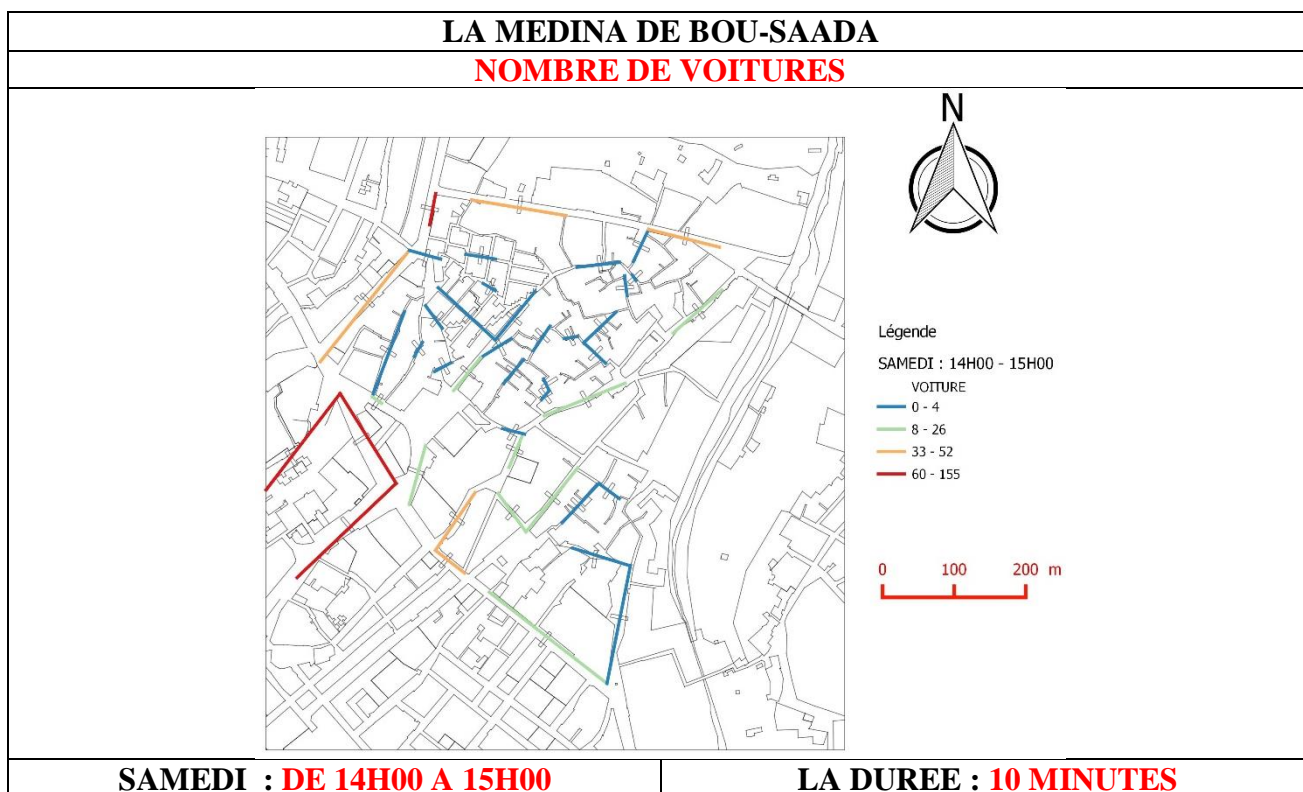 LA MEDINA DE BOU-SAADA
NOMBRE DE VOITURES
N
Légende
SAMEDI : 14H00 - 15H00
VOITURE
0 - 4
8 - 26
33 - 52
60 - 155
0 100 200 m
SAMEDI : DE 14H00 A 15H00
LA DUREE : 10 MINUTES